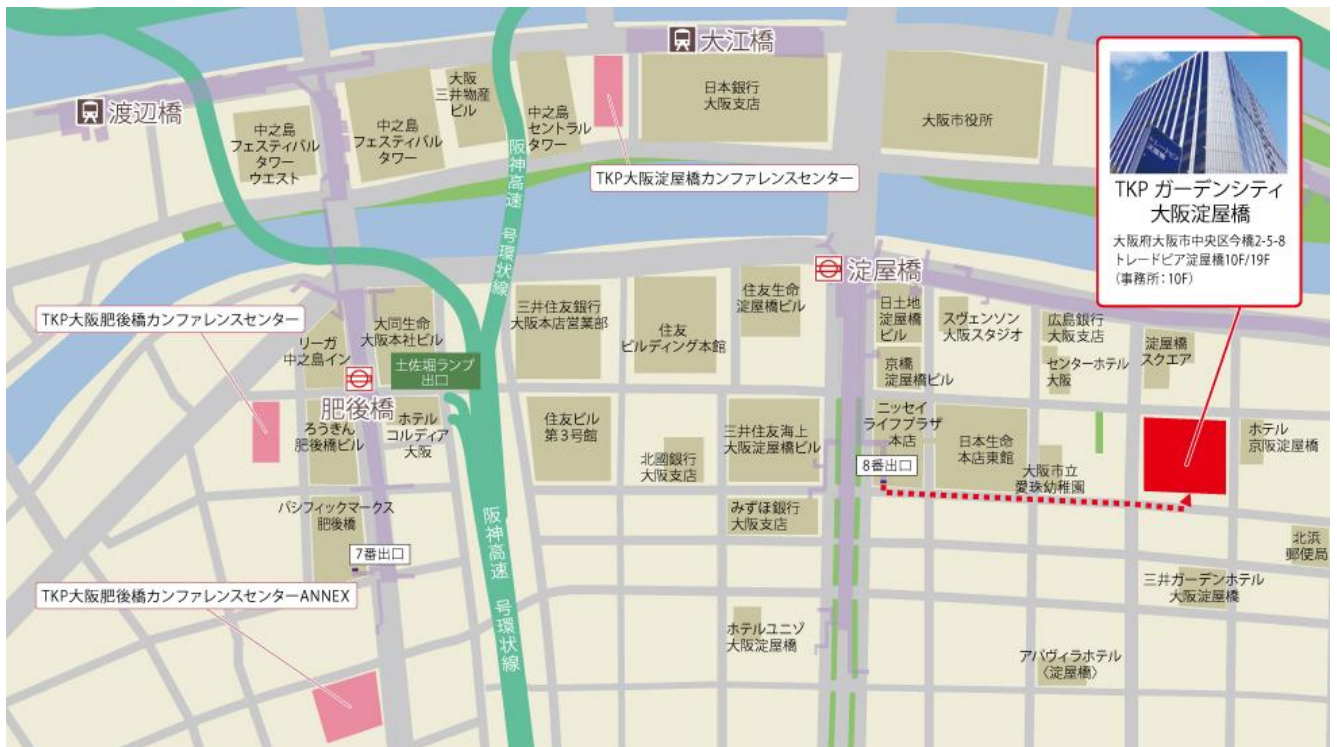 大江橋
渡辺橋
大阪
三井物産
ビル
中之島
セントラル
タワー
日本銀行
大阪支店
大阪市役所
中之島
フェスティバル
タワー
ウエスト
中之島
フェスティバル
タワー
阪神高速 号環状線
TKP大阪淀屋橋カンファレンスセンター
トレードピア
淀屋橋
TKP ガーデンシティ
大阪淀屋橋
大阪府大阪市中央区今橋2-5-8
トレードピア淀屋橋10F/19F
(事務所:10F)
淀屋橋
TKP大阪肥後橋カンファレンスセンター
リーガ
中之島イン
大同生命
大阪本社ビル
土佐堀ランプ
出口
三井住友銀行
大阪本店営業部
住友
ビルディング本館
住友生命
淀屋橋ビル
日土地
淀屋橋
ビル
スヴェンソン
大阪スタジオ
広島銀行
大阪支店
淀屋橋
スクエア
京橋
淀屋橋ビル
センターホテル
大阪
肥後橋
ろうきん
肥後橋ビル
ホテル
コルディア
大阪
住友ビル
第3号館
北國銀行
大阪支店
三井住友海上
大阪淀屋橋ビル
ニッセイ
ライフプラザ
本店
8番出口
日本生命
本店東館
大阪市立
愛珠幼稚園
ホテル
京阪淀屋橋
パシフィックマークス
肥後橋
7番出口
みずほ銀行
大阪支店
阪神高速 号環状線
北浜
郵便局
三井ガーデンホテル
大阪淀屋橋
TKP大阪肥後橋カンファレンスセンターANNEX
ホテルユニゾ
大阪淀屋橋
アパヴィラホテル
〈淀屋橋〉